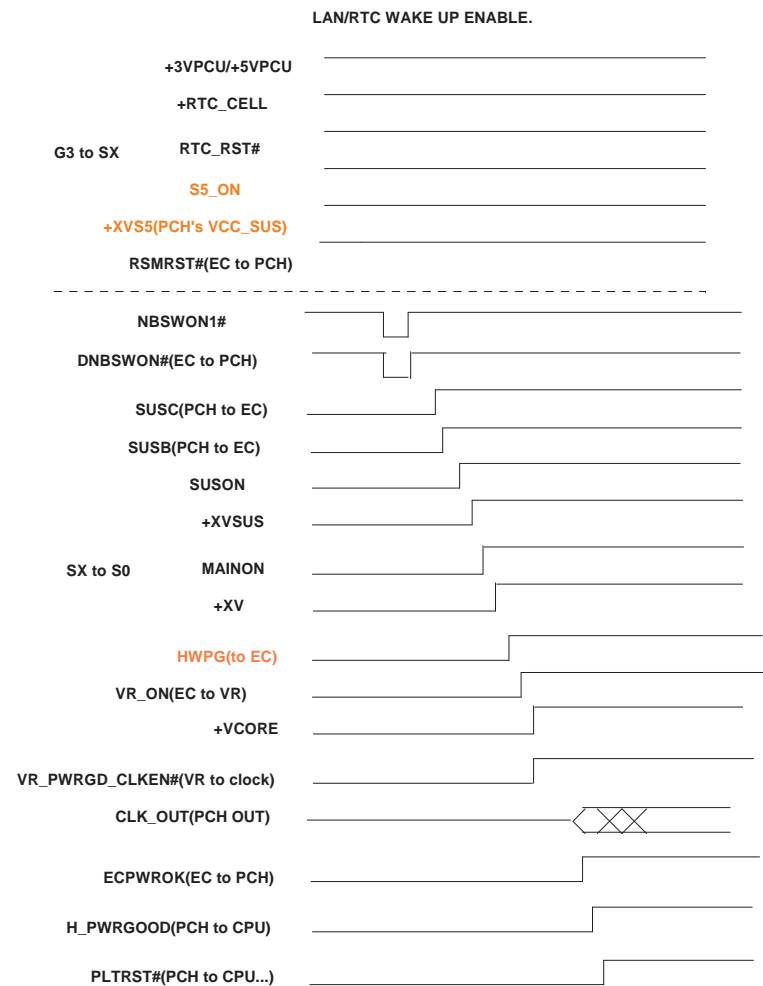 LAN/RTC WAKE UP ENABLE.
+3VPCU/+5VPCU
+RTC_CELL
G3 to SX
RTC_RST#
S5_ON
+XVS5(PCH's VCC_SUS)
RSMRST#(EC to PCH)
NBSWON1#
DNBSWON#(EC to PCH)
SUSC(PCH to EC)
SUSB(PCH to EC)
SUSON
+XVSUS
SX to S0
MAINON
+XV
HWPG(to EC)
VR_ON(EC to VR)
+VCORE
VR_PWRGD_CLKEN#(VR to clock)
CLK_OUT(PCH OUT)
ECPWROK(EC to PCH)
H_PWRGOOD(PCH to CPU)
PLTRST#(PCH to CPU...)